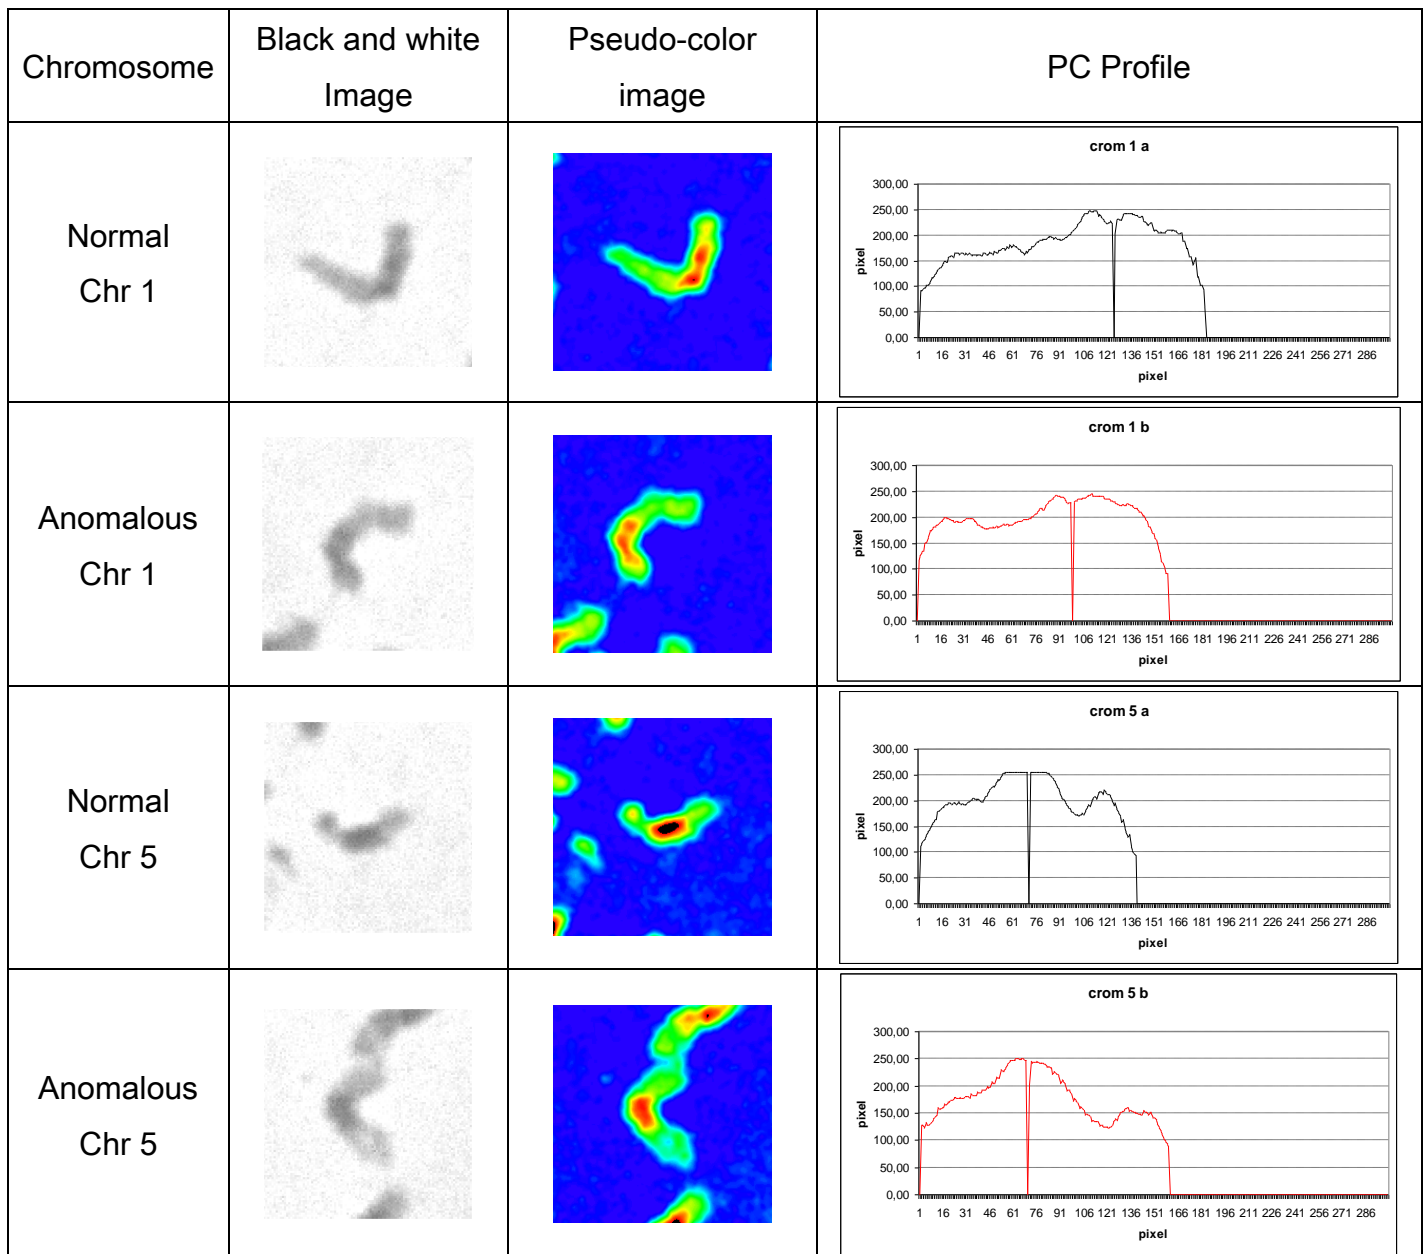 Chromosome
Black and white
Image
Pseudo-color
image
PC Profile
Normal
Chr 1
crom 1 a
300,00
250,00
200,00
150,00
100,00
50,00
0,00
pixel
1 16 31 46 61 76 91 106 121 136 151 166 181 196 211 226 241 256 271 286
pixel
Anomalous
Chr 1
crom 1 b
300,00
250,00
200,00
150,00
100,00
50,00
0,00
pixel
1 16 31 46 61 76 91 106 121 136 151 166 181 196 211 226 241 256 271 286
pixel
Normal
Chr 5
crom 5 a
300,00
250,00
200,00
150,00
100,00
50,00
0,00
pixel
1 16 31 46 61 76 91 106 121 136 151 166 181 196 211 226 241 256 271 286
pixel
Anomalous
Chr 5
crom 5 b
300,00
250,00
200,00
150,00
100,00
50,00
0,00
pixel
1 16 31 46 61 76 91 106 121 136 151 166 181 196 211 226 241 256 271 286
pixel